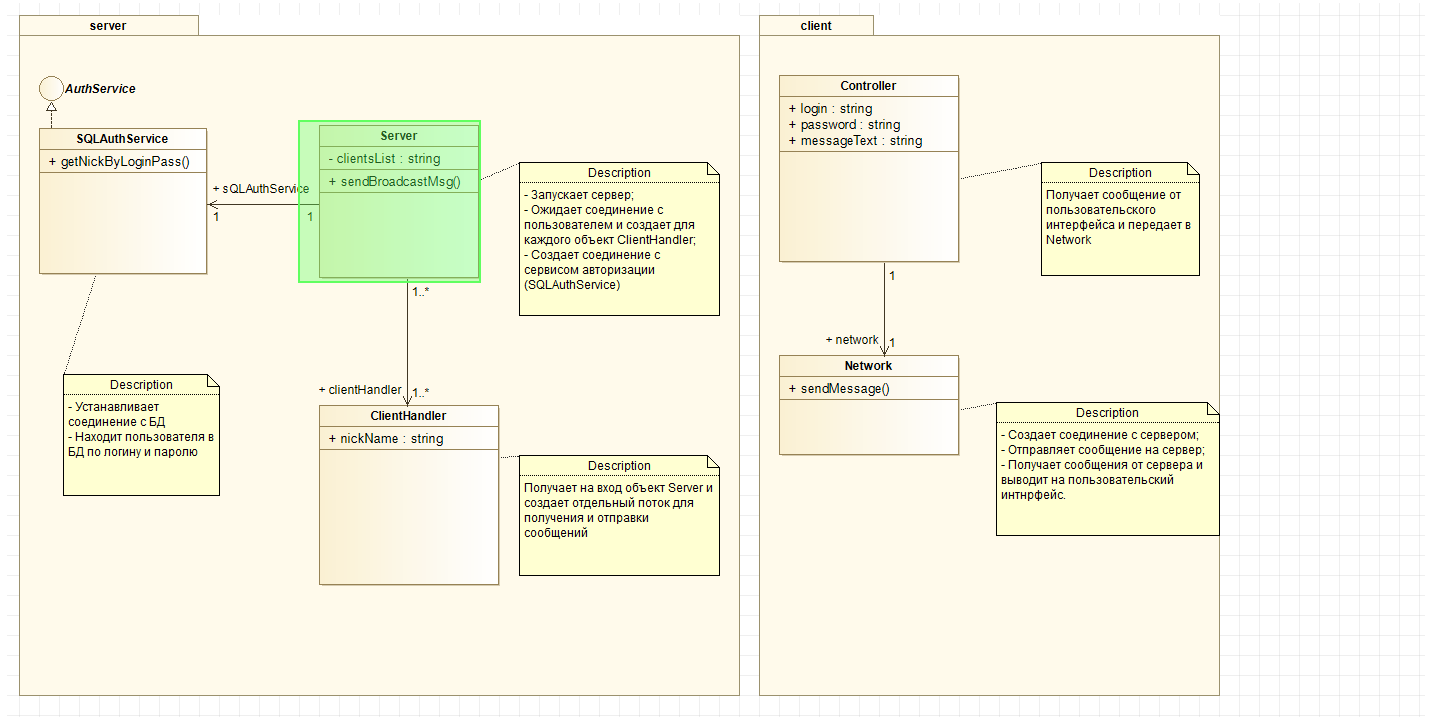 server
AuthService
SQLAuthService
+ getNickByLoginPass()
+ sQLAuthService
1
1
Server
- clientsList : string
+ sendBroadcastMsg()
Description
- Запускает сервер;
- Ожидает соединение с
пользователем и создает для
каждого объект ClientHandler;
- Создает соединение с
сервисом авторизации
(SQLAuthService)
1..*
+ clientHandler
1..*
Description
- Устанавливает
соединение с БД
- Находит пользователя в
БД по логину и паролю
ClientHandler
+ nickName : string
Description
Получает на вход объект Server и
создает отдельный поток для
получения и отправки
сообщений
client
Controller
+ login : string
+ password : string
+ messageText : string
Description
Получает сообщение от
пользовательского
интерфейса и передает в
Network
1
+ network
1
Network
+ sendMessage()
Description
- Создает соединение с сервером;
- Отправляет сообщение на сервер;
- Получает сообщения от сервера и
выводит на пользовательский
интнрфейс.